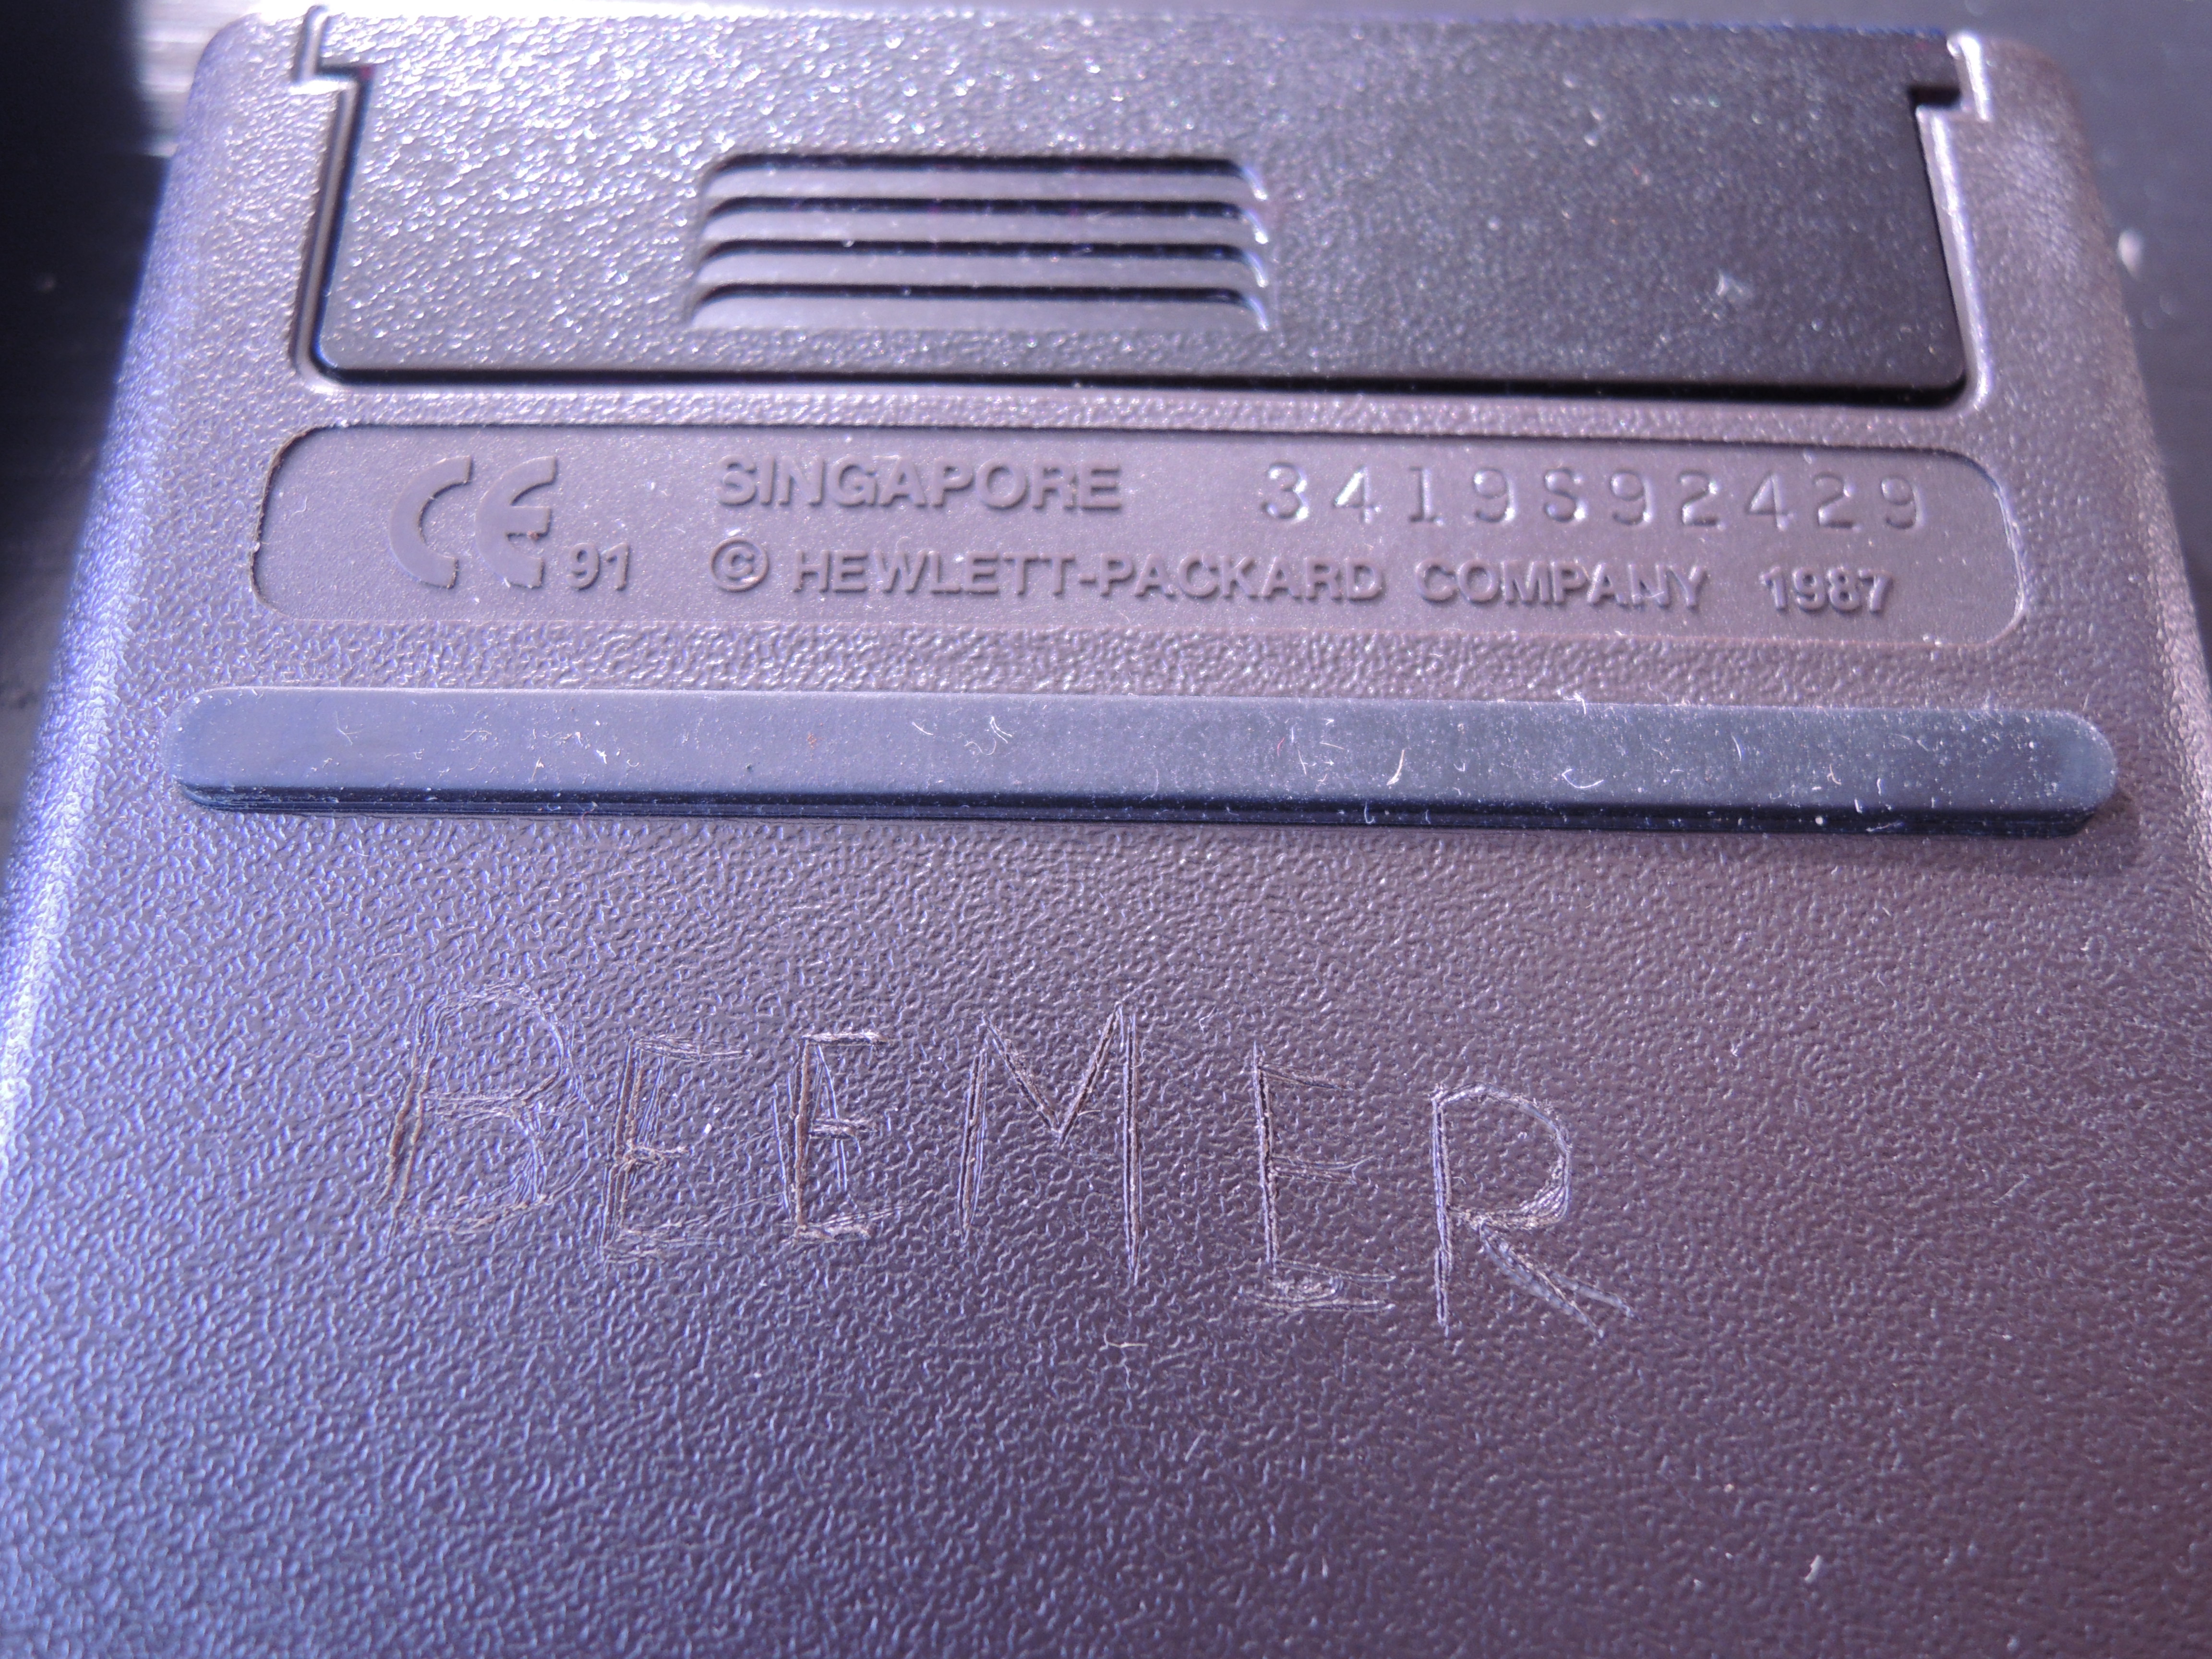 CE 91 SINGAPORE 3419S92429
© HEWLETT-PACKARD COMPANY 1987
BEEMER